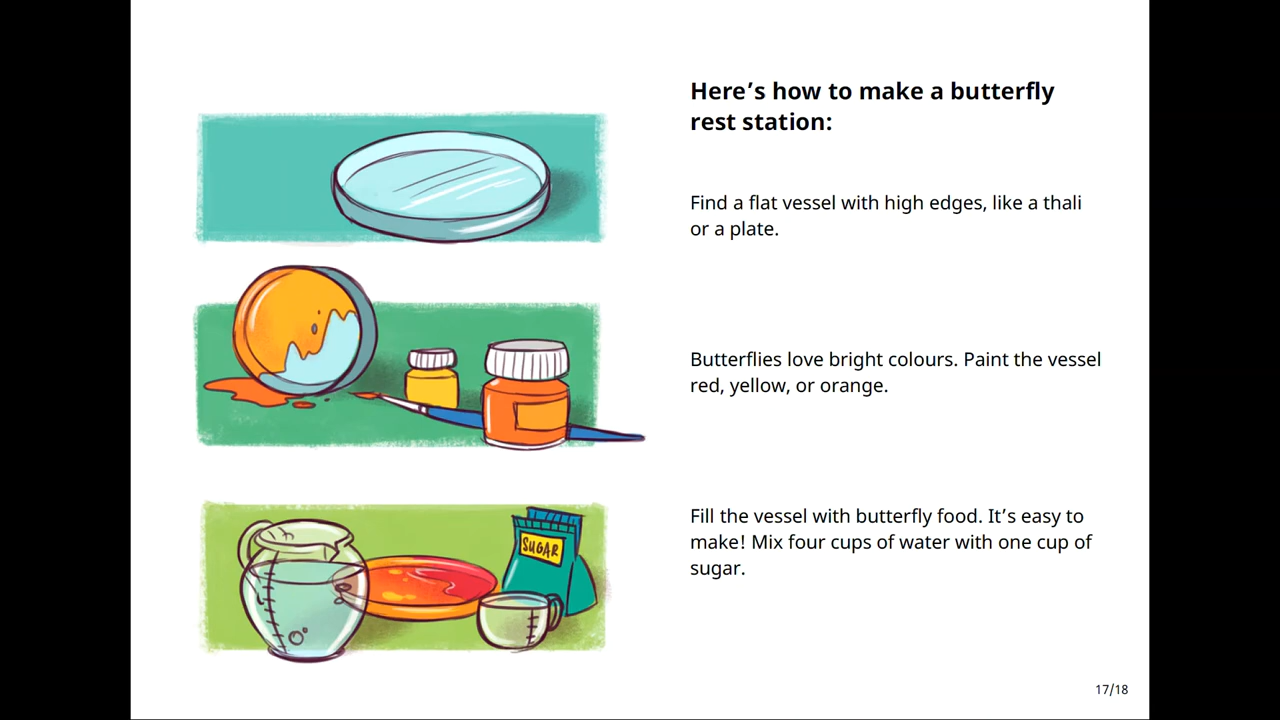 Here’s how to make a butterfly
rest station:
Find a flat vessel with high edges, like a thali
or a plate.
Butterflies love bright colours. Paint the vessel
red, yellow, or orange.
SUGAR
Fill the vessel with butterfly food. It’s easy to
make! Mix four cups of water with one cup of
sugar.
17/18